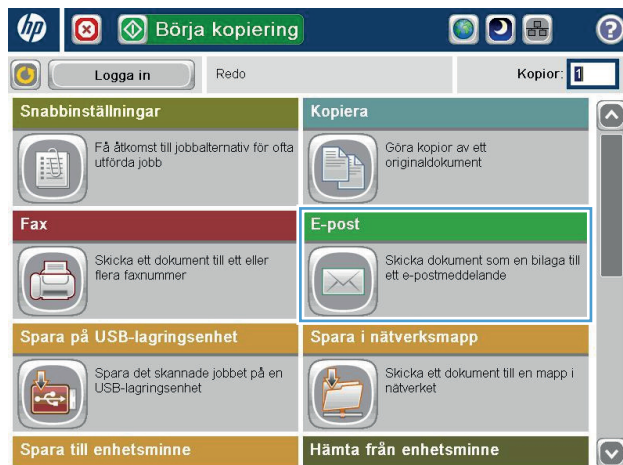 hp
Börja kopiering
?
Logga in
Redo
Kopior: 1
Snabbinställningar
Få åtkomst till jobbalternativ för ofta
utförda jobb
Kopiera
Göra kopior av ett
originaldokument
Fax
Skicka ett dokument till ett eller
flera faxnummer
E-post
Skicka dokument som en bilaga till
ett e-postmeddelande
Spara på USB-lagringsenhet
Spara det skannade jobbet på en
USB-lagringsenhet
Spara i nätverksmapp
Skicka ett dokument till en mapp i
nätverket
Spara till enhetsminne
Hämta från enhetsminne